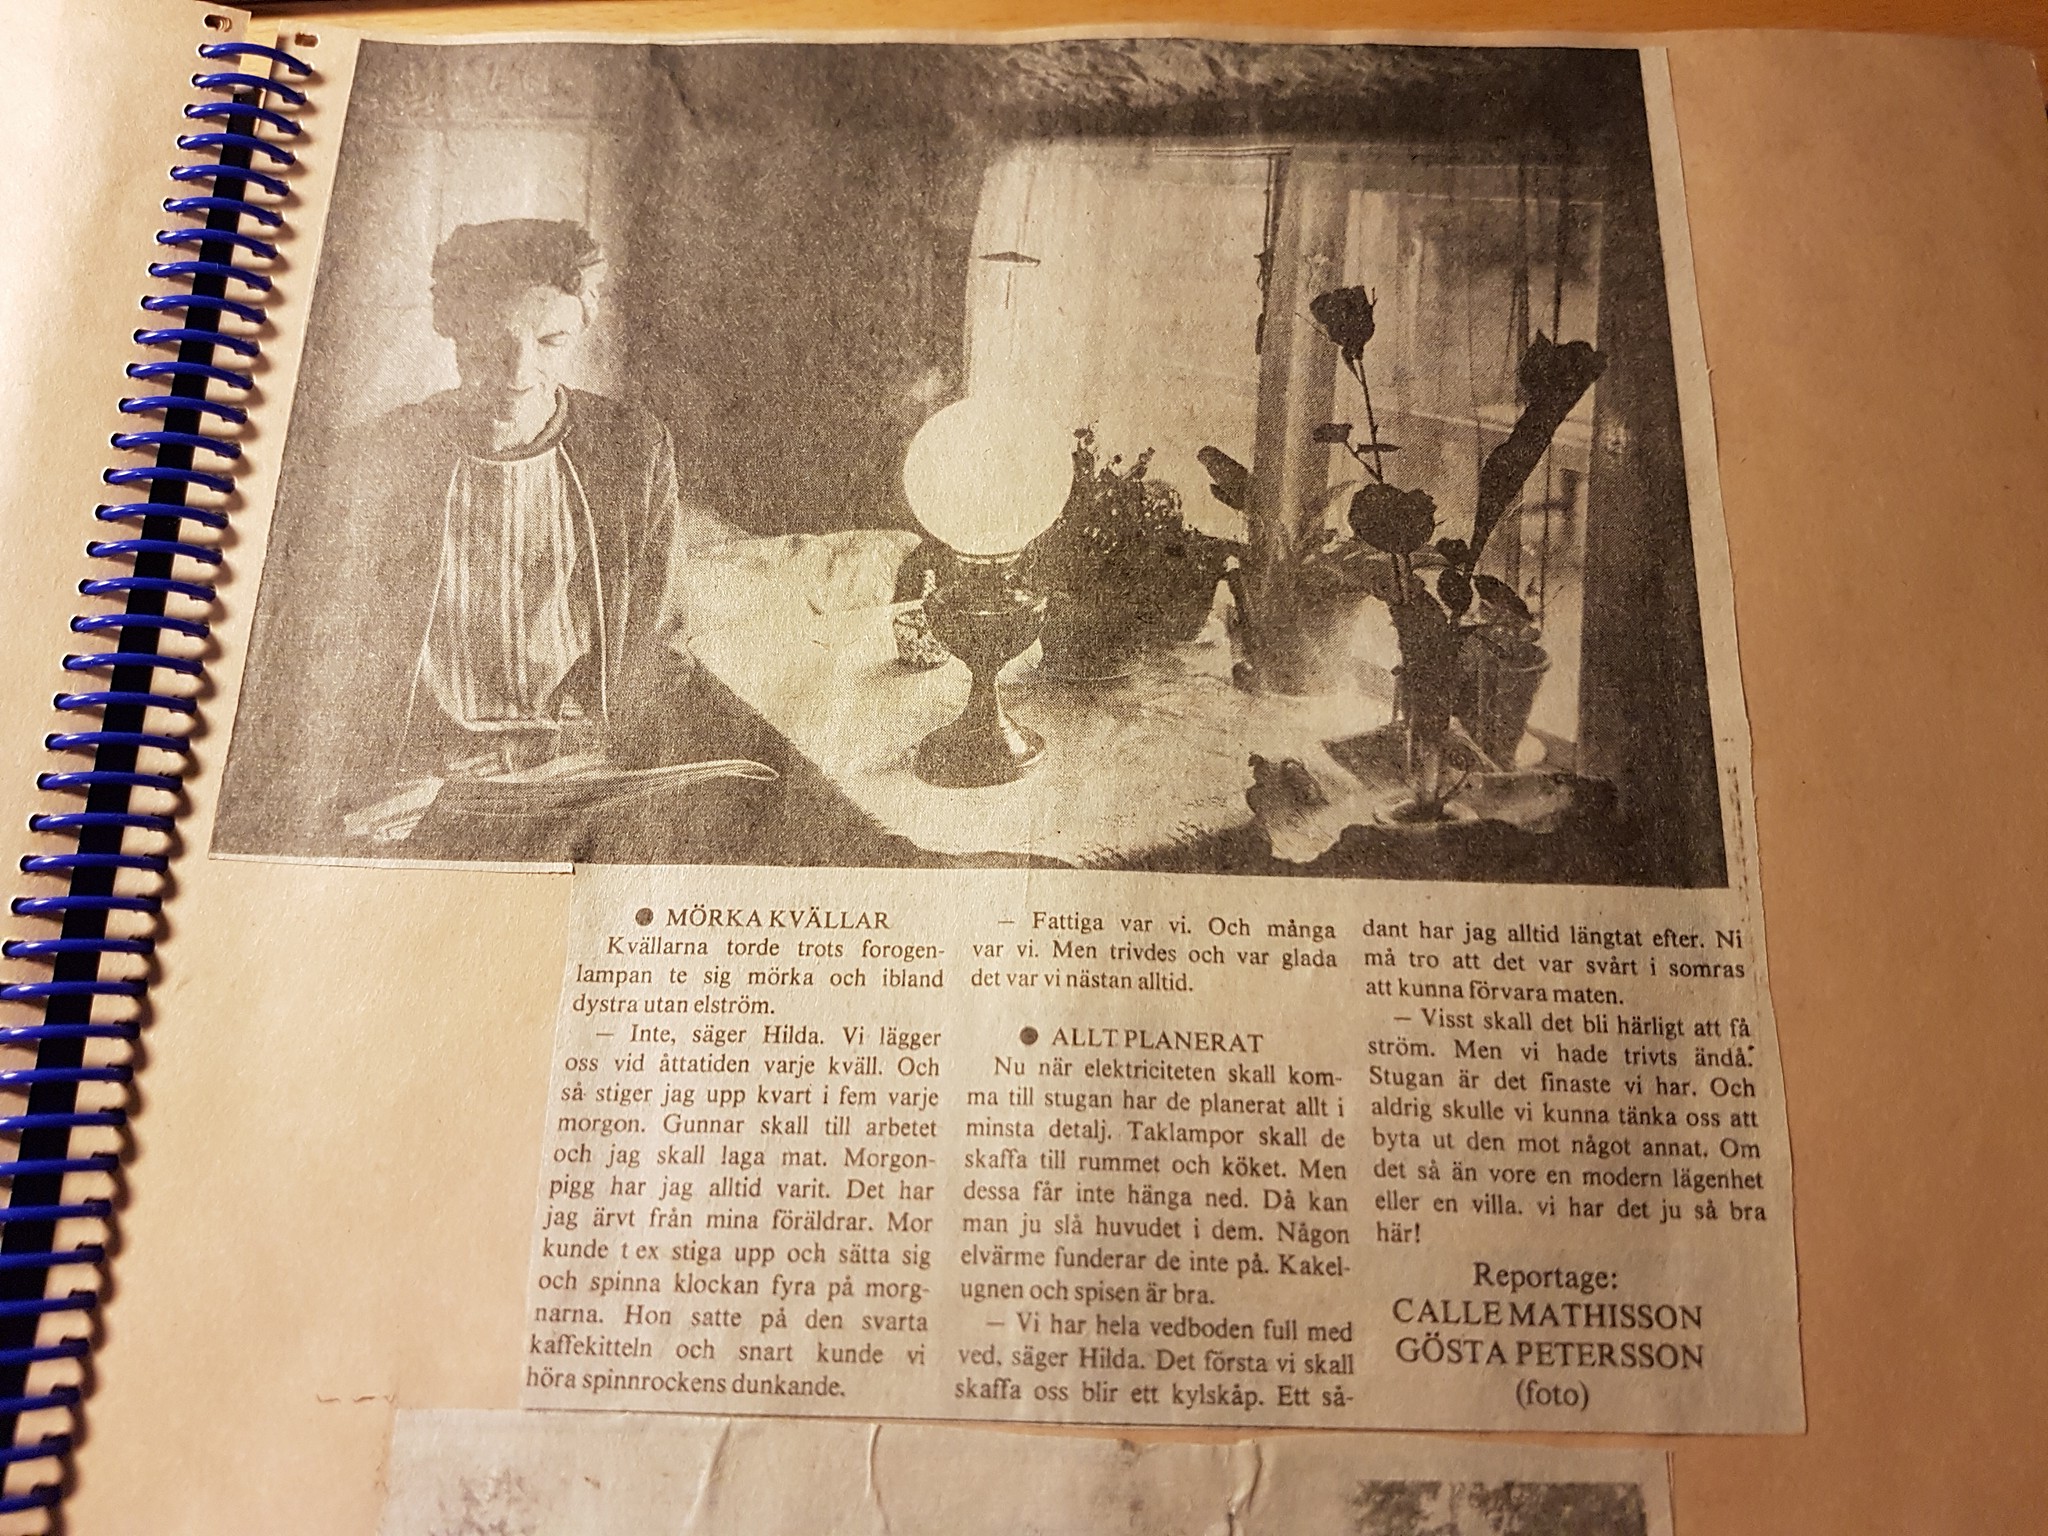 ● MÖRKA KVÄLLAR
Kvällarna torde trots forogen-
lampan te sig mörka och ibland
dystra utan elström.
— Inte, säger Hilda. Vi lägger
oss vid åttatiden varje kväll. Och
så stiger jag upp kvart i fem varje
morgon. Gunnar skall till arbetet
och jag skall laga mat. Morgon-
pigg har jag alltid varit. Det har
jag ärvt från mina föräldrar. Mor
kunde t ex stiga upp och sätta sig
och spinna klockan fyra på morg-
narna. Hon satte på den svarta
kaffekitteln och snart kunde vi
höra spinnrockens dunkande.
— Fattiga var vi. Och många
var vi. Men trivdes och var glada
det var vi nästan alltid.
● ALLT PLANERAT
Nu när elektriciteten skall kom-
ma till stugan har de planerat allt i
minsta detalj. Taklampor skall de
skaffa till rummet och köket. Men
dessa får inte hänga ned. Då kan
man ju slå huvudet i dem. Någon
elvärme funderar de inte på. Kakel-
ugnen och spisen är bra.
— Vi har hela vedboden full med
ved, säger Hilda. Det första vi skall
skaffa oss blir ett kylskåp. Ett så-
dant har jag alltid längtat efter. Ni
må tro att det var svårt i somras
att kunna förvara maten.
— Visst skall det bli härligt att få
ström. Men vi hade trivts ändå.
Stugan är det finaste vi har. Och
aldrig skulle vi kunna tänka oss att
byta ut den mot något annat. Om
det så än vore en modern lägenhet
eller en villa. vi har det ju så bra
här!
Reportage:
CALLE MATHISSON
GÖSTA PETERSSON
(foto)